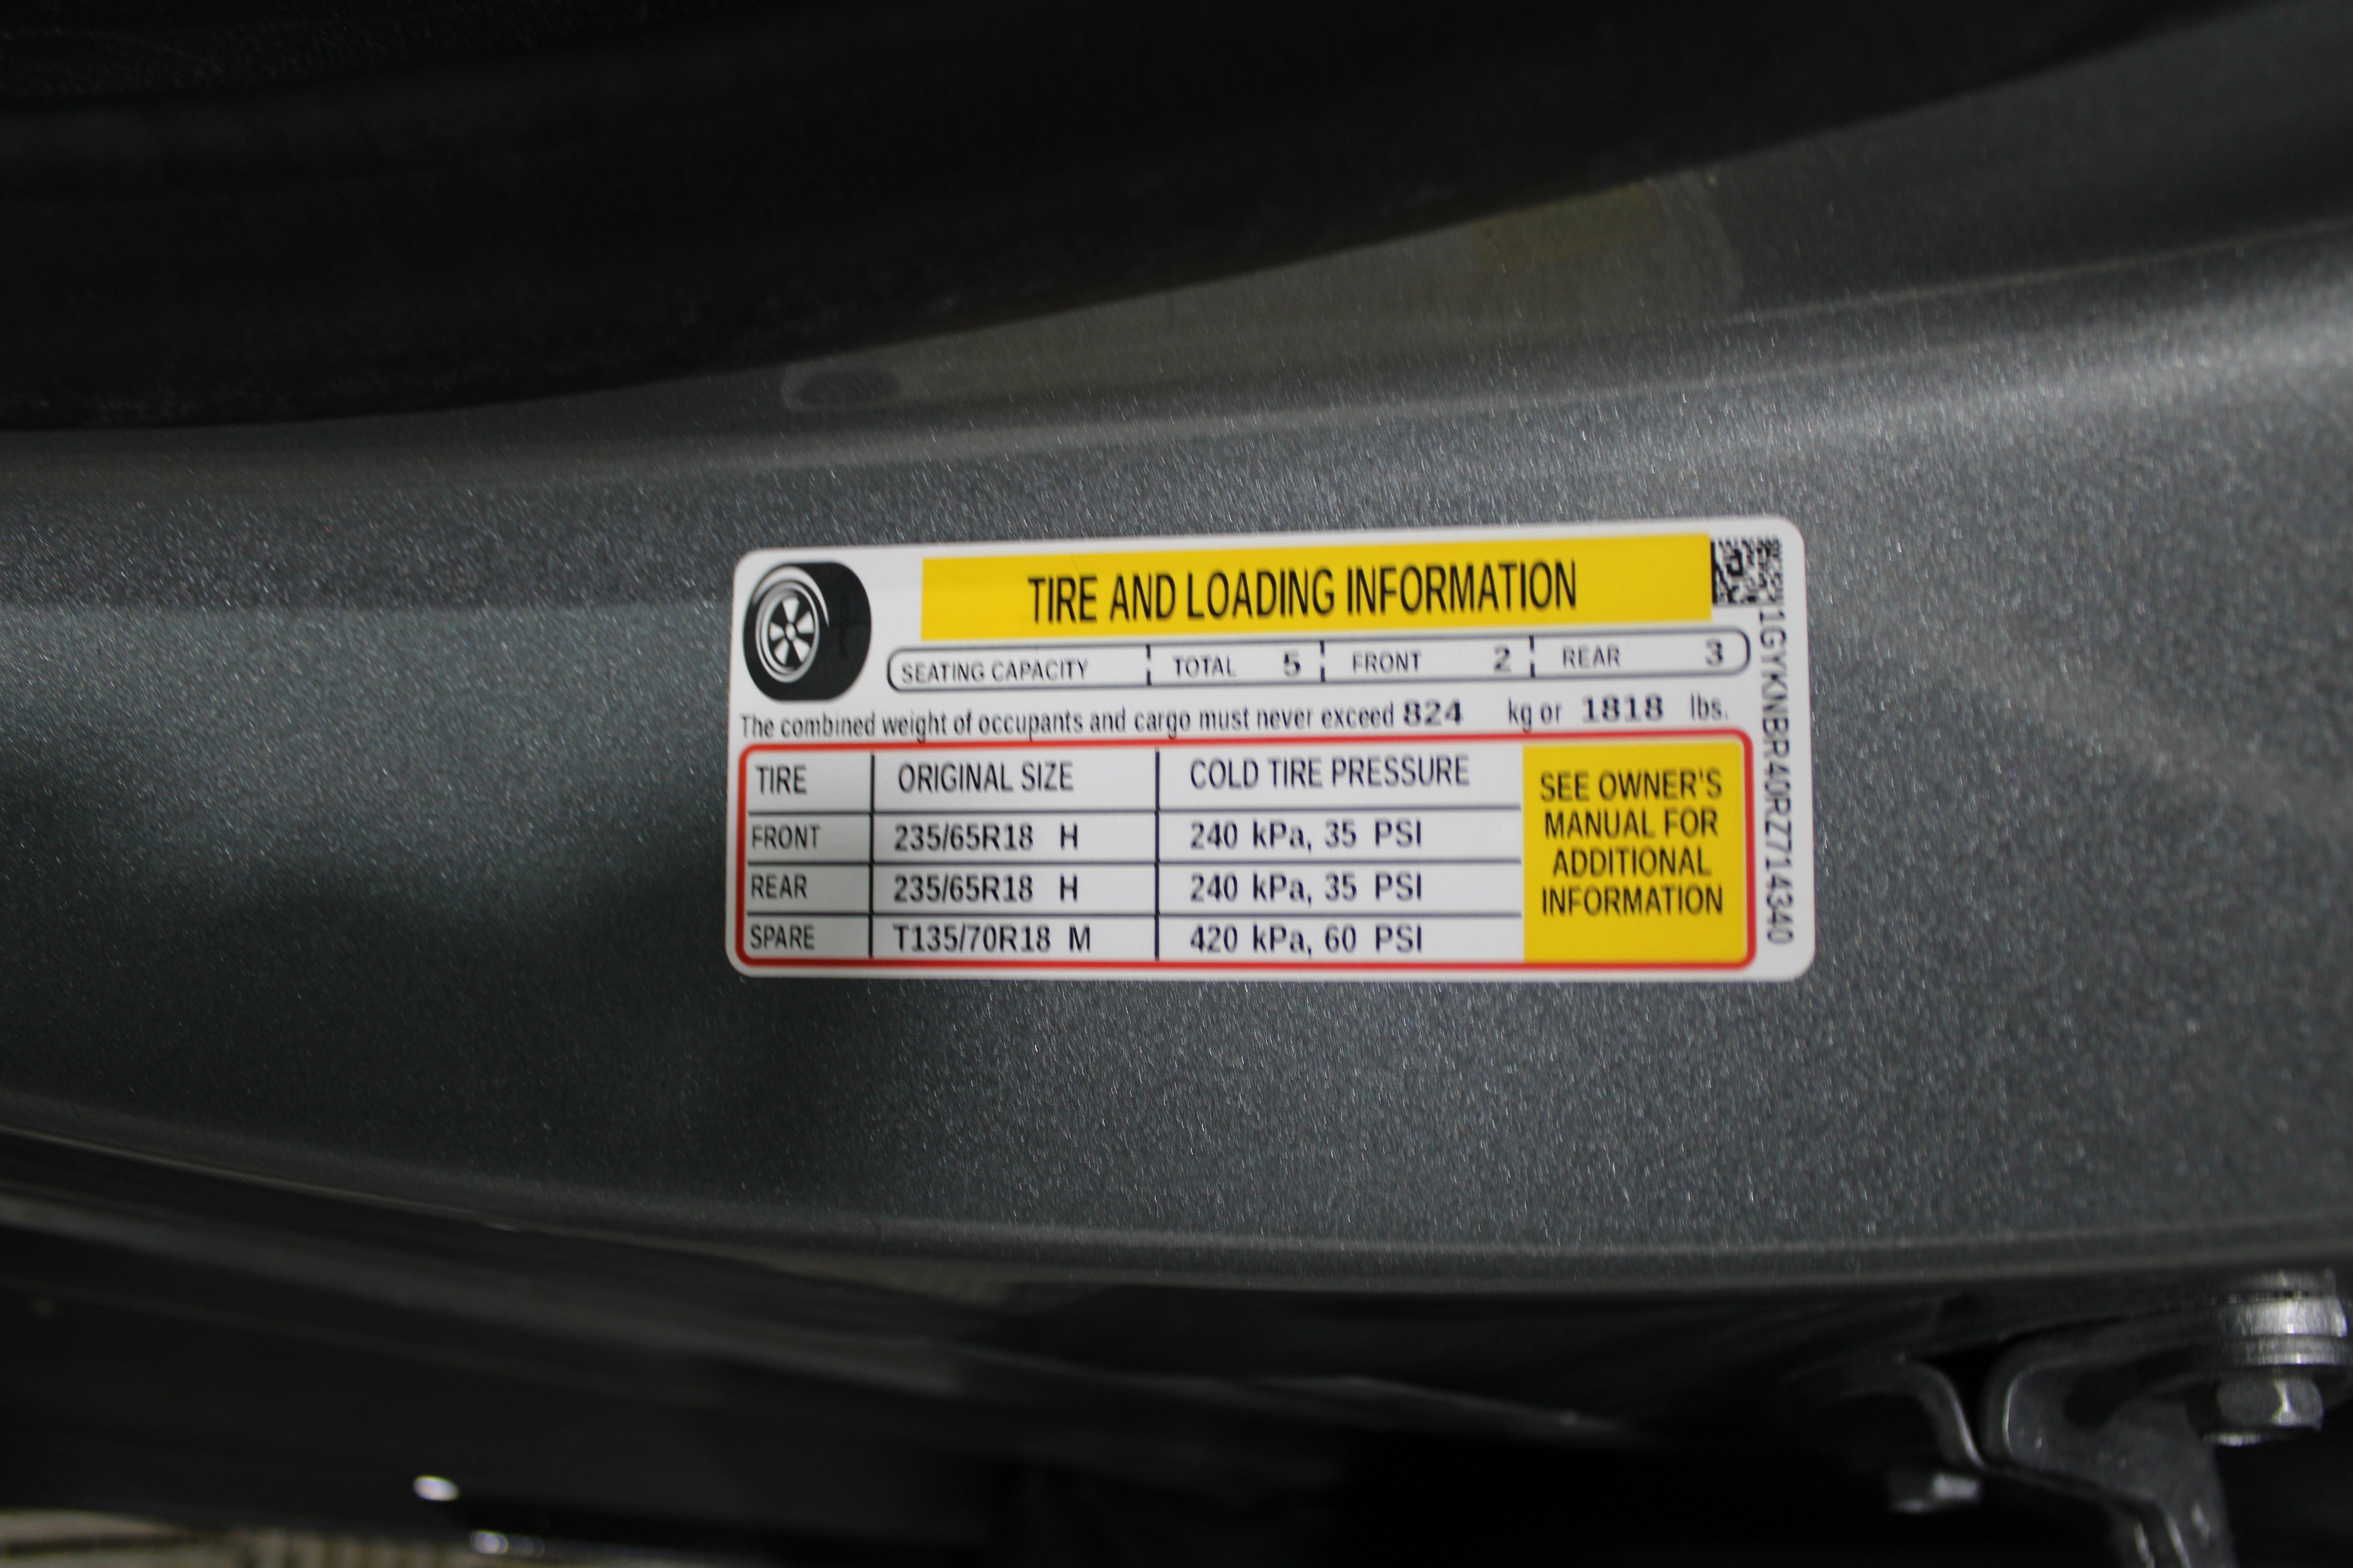 TIRE AND LOADING INFORMATION
SEATING CAPACITY TOTAL 5 FRONT 2 REAR 3
The combined weight of occupants and cargo must never exceed 824 kg or 1818 lbs.
TIRE ORIGINAL SIZE COLD TIRE PRESSURE
FRONT 235/65R18 H 240 kPa, 35 PSI
REAR 235/65R18 H 240 kPa, 35 PSI
SPARE T135/70R18 M 420 kPa, 60 PSI
SEE OWNER'S
MANUAL FOR
ADDITIONAL
INFORMATION
1GYKNBR40RZ714340